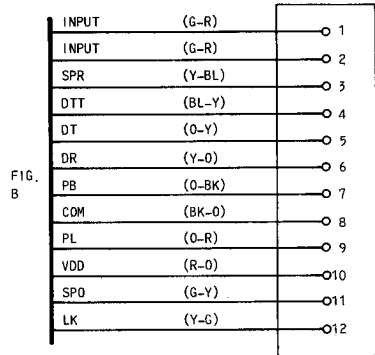 INPUT (G-R) 1
INPUT (G-R) 2
SPR (Y-BL) 3
DTT (BL-Y) 4
DT (O-Y) 5
DR (Y-O) 6
FIG. B
PB (O-BK) 7
COM (BK-O) 8
PL (O-R) 9
VDD (R-O) 10
SPO (G-Y) 11
LK (Y-G) 12